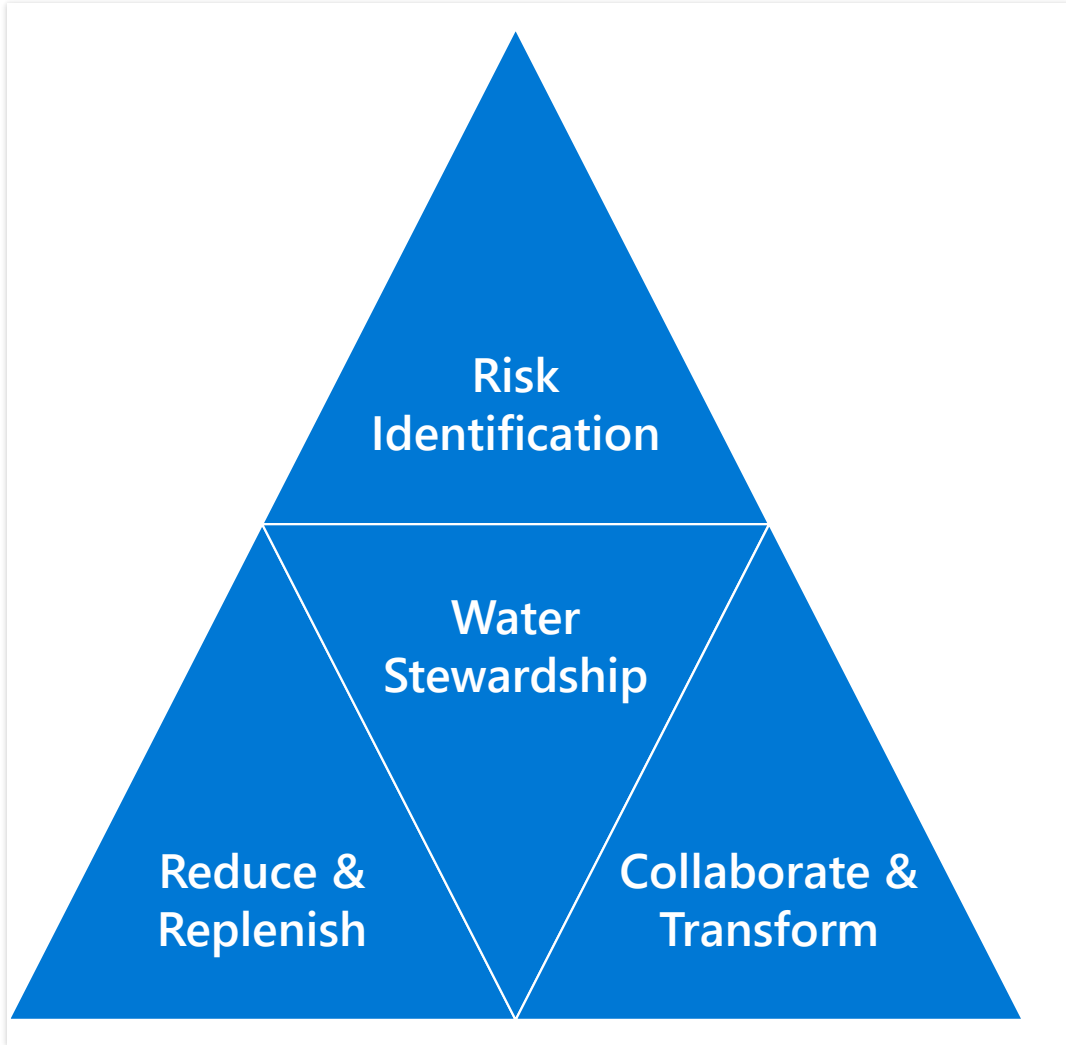 Risk
Identification
Water
Stewardship
Reduce &
Replenish
Collaborate &
Transform